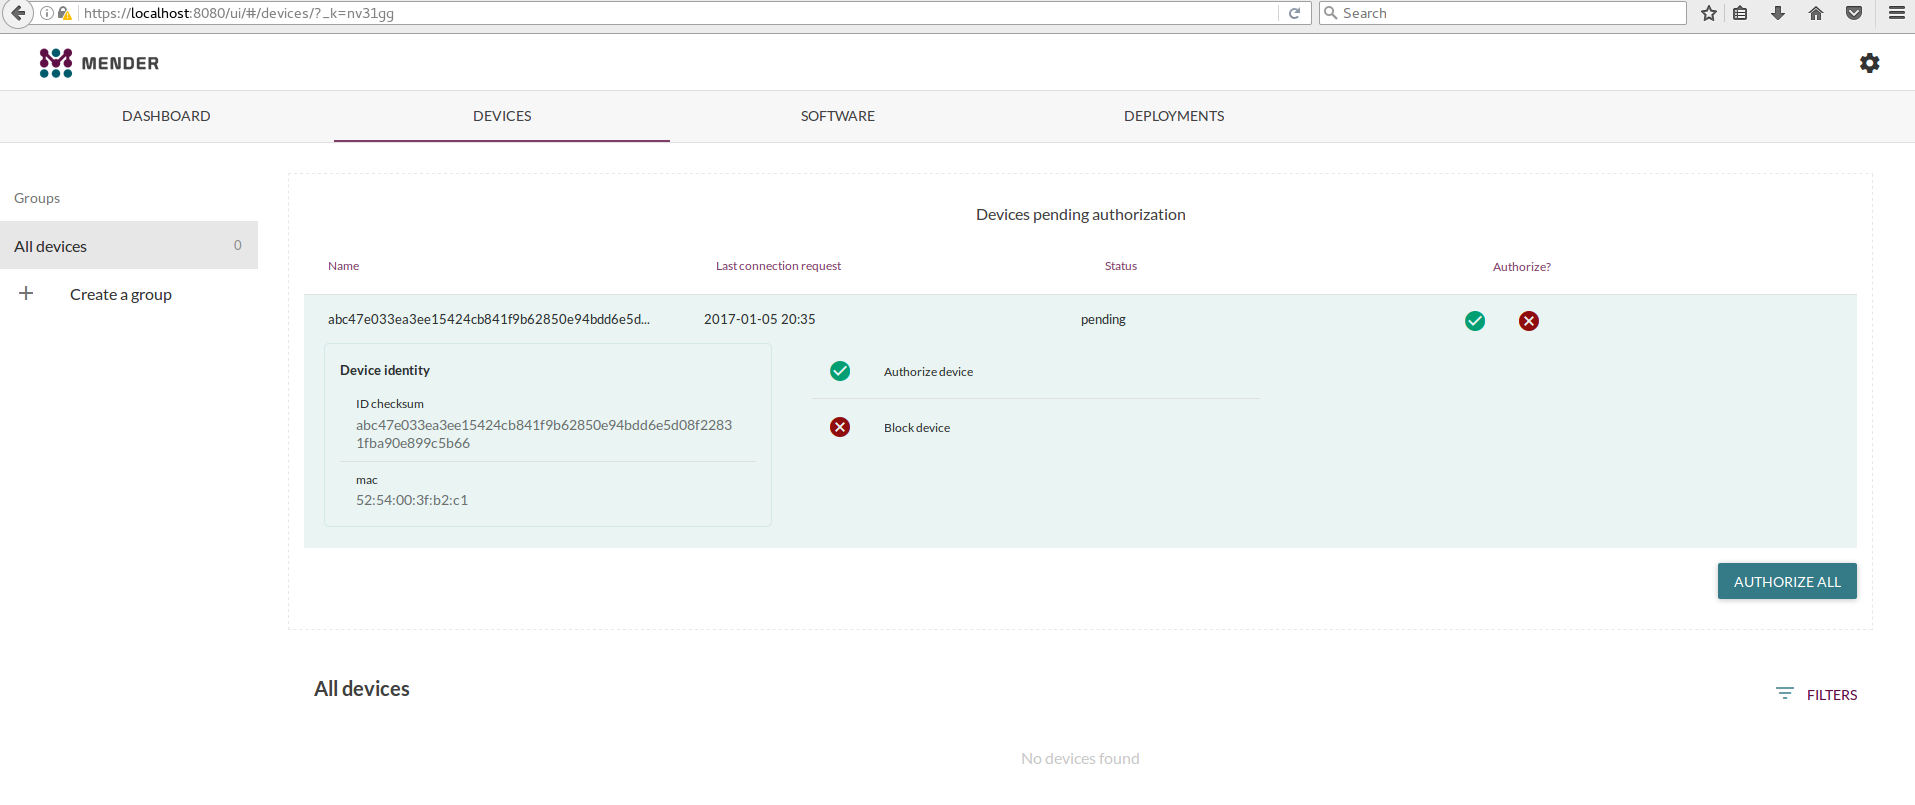 https://localhost:8080/ui/#/devices/?_k=nv31gg
Search
MENDER
DASHBOARD
DEVICES
SOFTWARE
DEPLOYMENTS
Groups
All devices 0
Create a group
Devices pending authorization
Name Last connection request Status Authorize?
abc47e033ea3ee15424cb841f9b62850e94bdd6e5d... 2017-01-05 20:35 pending
Device identity
ID checksum
abc47e033ea3ee15424cb841f9b62850e94bdd6e5d08f2283
1fba90e899c5b66
mac
52:54:00:3f:b2:c1
Authorize device
Block device
AUTHORIZE ALL
All devices
FILTERS
No devices found